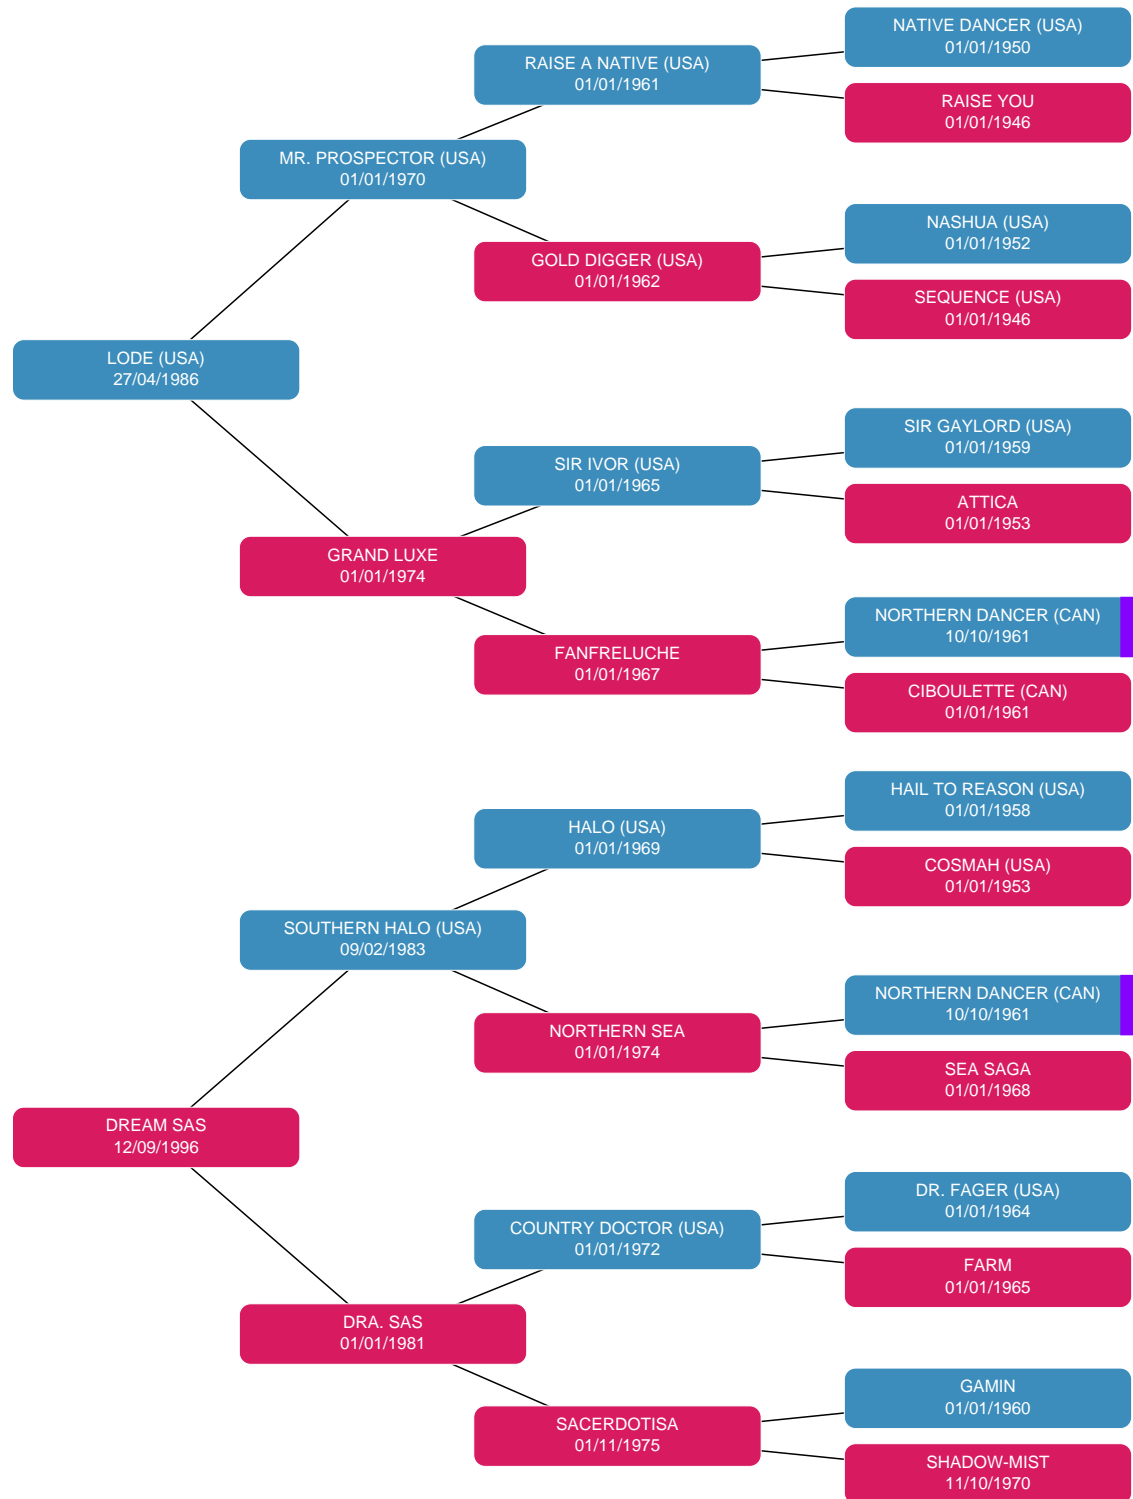 NATIVE DANCER (USA)
01/01/1950
RAISE A NATIVE (USA)
01/01/1961
RAISE YOU
01/01/1946
MR. PROSPECTOR (USA)
01/01/1970
NASHUA (USA)
01/01/1952
GOLD DIGGER (USA)
01/01/1962
SEQUENCE (USA)
01/01/1946
LODE (USA)
27/04/1986
SIR GAYLORD (USA)
01/01/1959
SIR IVOR (USA)
01/01/1965
ATTICA
01/01/1953
GRAND LUXE
01/01/1974
NORTHERN DANCER (CAN)
10/10/1961
FANFRELUCHE
01/01/1967
CIBOULETTE (CAN)
01/01/1961
HAIL TO REASON (USA)
01/01/1958
HALO (USA)
01/01/1969
COSMAH (USA)
01/01/1953
SOUTHERN HALO (USA)
09/02/1983
NORTHERN DANCER (CAN)
10/10/1961
NORTHERN SEA
01/01/1974
SEA SAGA
01/01/1968
DREAM SAS
12/09/1996
DR. FAGER (USA)
01/01/1964
COUNTRY DOCTOR (USA)
01/01/1972
FARM
01/01/1965
DRA. SAS
01/01/1981
GAMIN
01/01/1960
SACERDOTISA
01/11/1975
SHADOW-MIST
11/10/1970